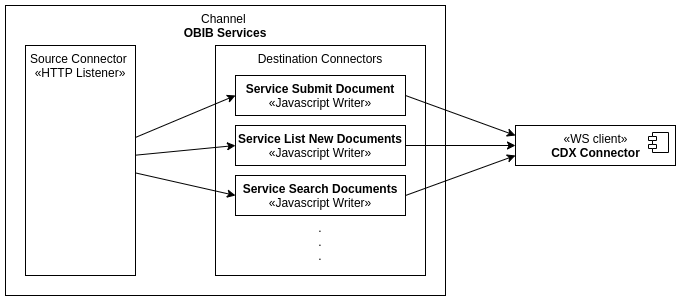 Channel
OBIB Services
Source Connector
«HTTP Listener»
Destination Connectors
Service Submit Document
«Javascript Writer»
Service List New Documents
«Javascript Writer»
Service Search Documents
«Javascript Writer»
.
.
.
«WS client»
CDX Connector